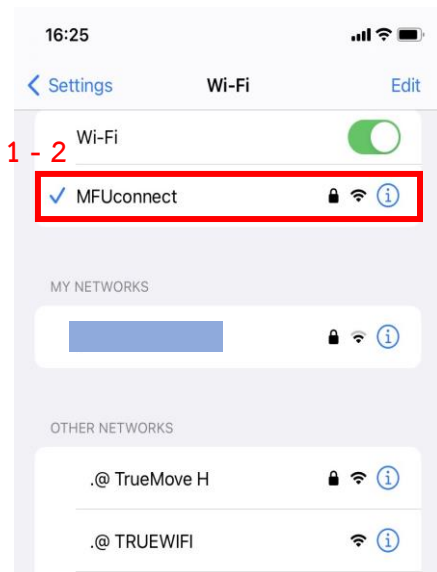 16:25
Settings Wi-Fi Edit
1 - 2
Wi-Fi
MFUconnect
MY NETWORKS
OTHER NETWORKS
.@ TrueMove H
.@ TRUEWIFI